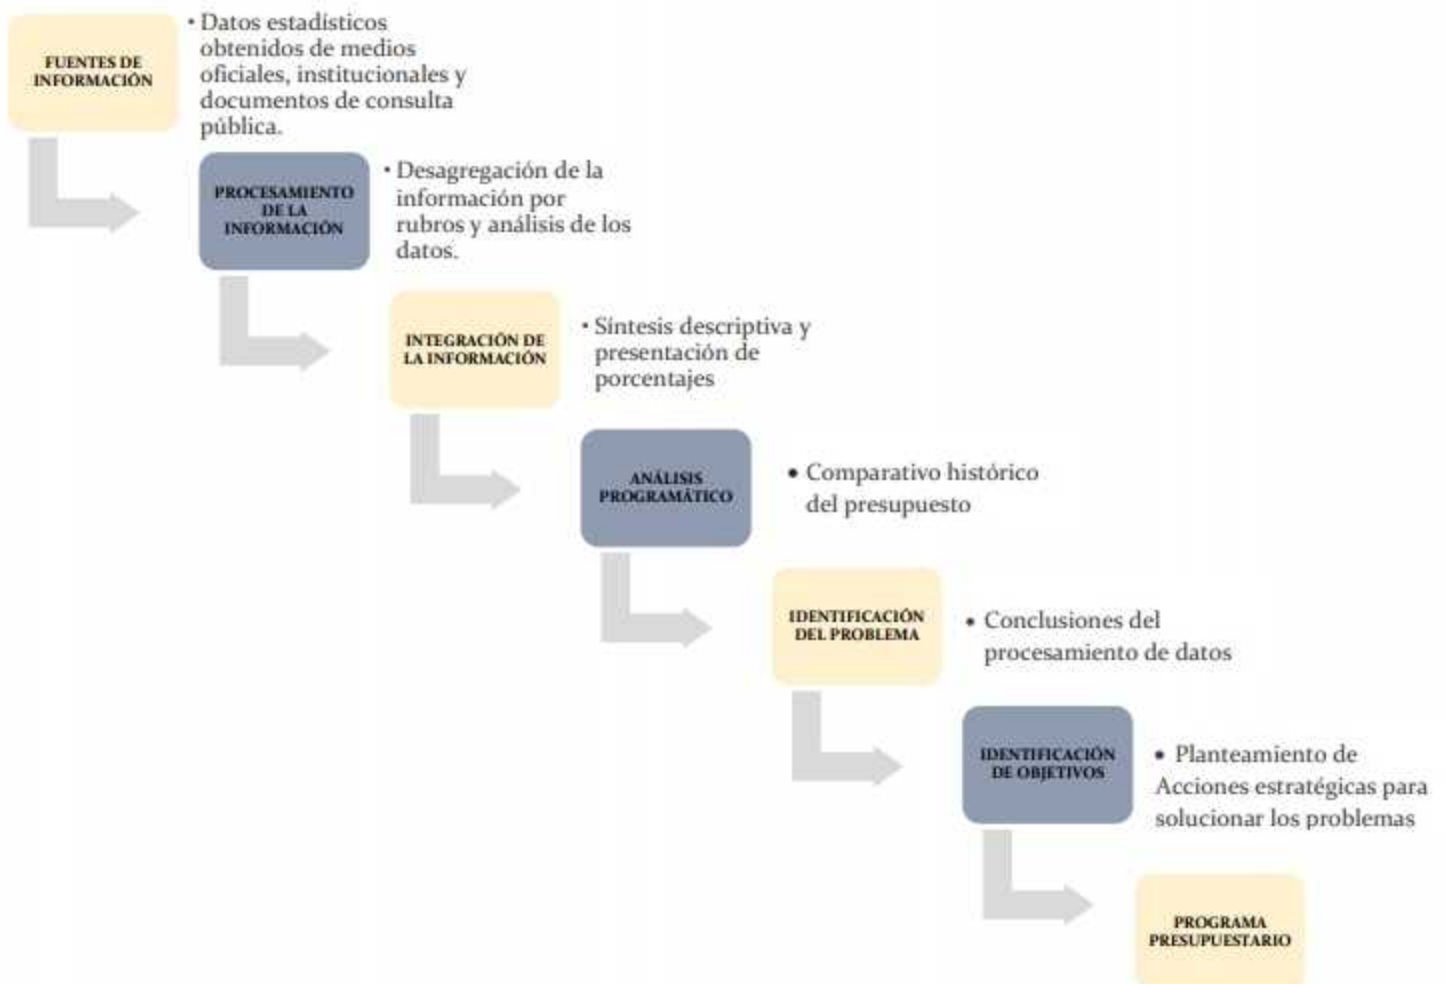 FUENTES DE
INFORMACIÓN
• Datos estadísticos
obtenidos de medios
oficiales, institucionales y
documentos de consulta
pública.
PROCESAMIENTO
DE LA
INFORMACIÓN
• Desagregación de la
información por
rubros y análisis de los
datos.
INTEGRACIÓN DE
LA INFORMACIÓN
• Síntesis descriptiva y
presentación de
porcentajes
ANÁLISIS
PROGRAMÁTICO
• Comparativo histórico
del presupuesto
IDENTIFICACIÓN
DEL PROBLEMA
• Conclusiones del
procesamiento de datos
IDENTIFICACIÓN
DE OBJETIVOS
• Planteamiento de
Acciones estratégicas para
solucionar los problemas
PROGRAMA
PRESUPUESTARIO